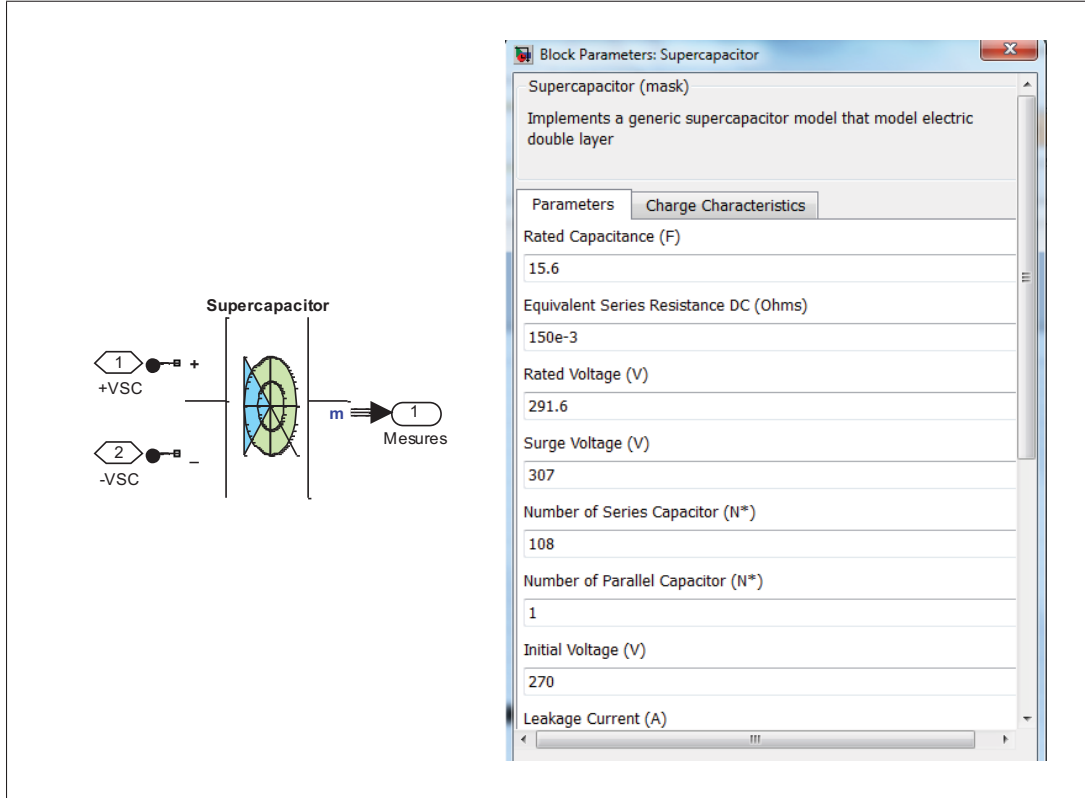 Supercapacitor
1
+
+VSC
m
1
Mesures
2
_
-VSC
Block Parameters: Supercapacitor
x
Supercapacitor (mask)
Implements a generic supercapacitor model that model electric
double layer
Parameters
Charge Characteristics
Rated Capacitance (F)
15.6
Equivalent Series Resistance DC (Ohms)
150e-3
Rated Voltage (V)
291.6
Surge Voltage (V)
307
Number of Series Capacitor (N*)
108
Number of Parallel Capacitor (N*)
1
Initial Voltage (V)
270
Leakage Current (A)